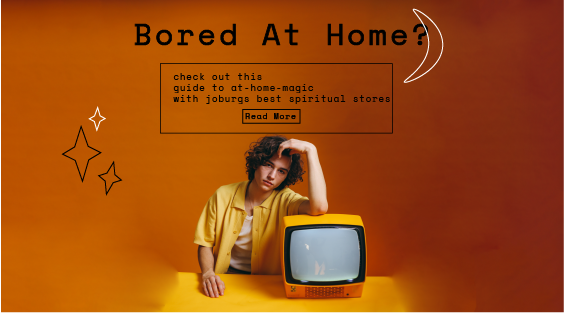 Bored At Home?
check out this
guide to at-home-magic
with joburgs best spiritual stores
Read More